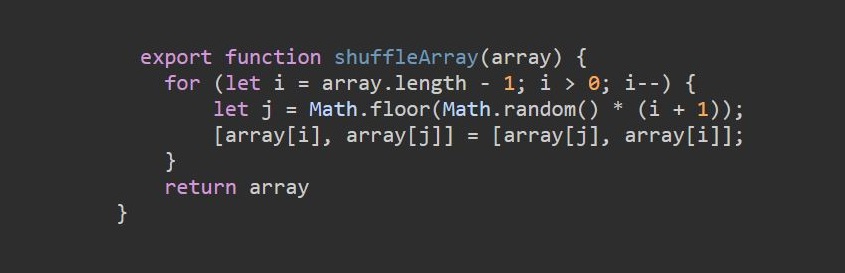 export function shuffleArray(array) {
for (let i = array.length - 1; i > 0; i--) {
let j = Math.floor(Math.random() * (i + 1));
[array[i], array[j]] = [array[j], array[i]];
}
return array
}